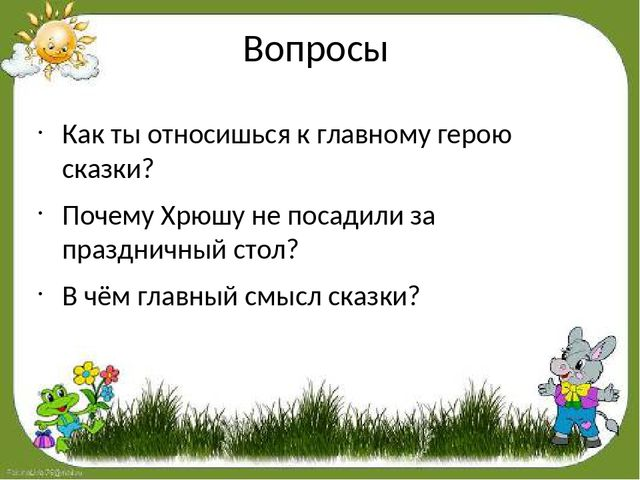 Вопросы
• Как ты относишься к главному герою
сказки?
• Почему Хрюшу не посадили за
праздничный стол?
• В чём главный смысл сказки?